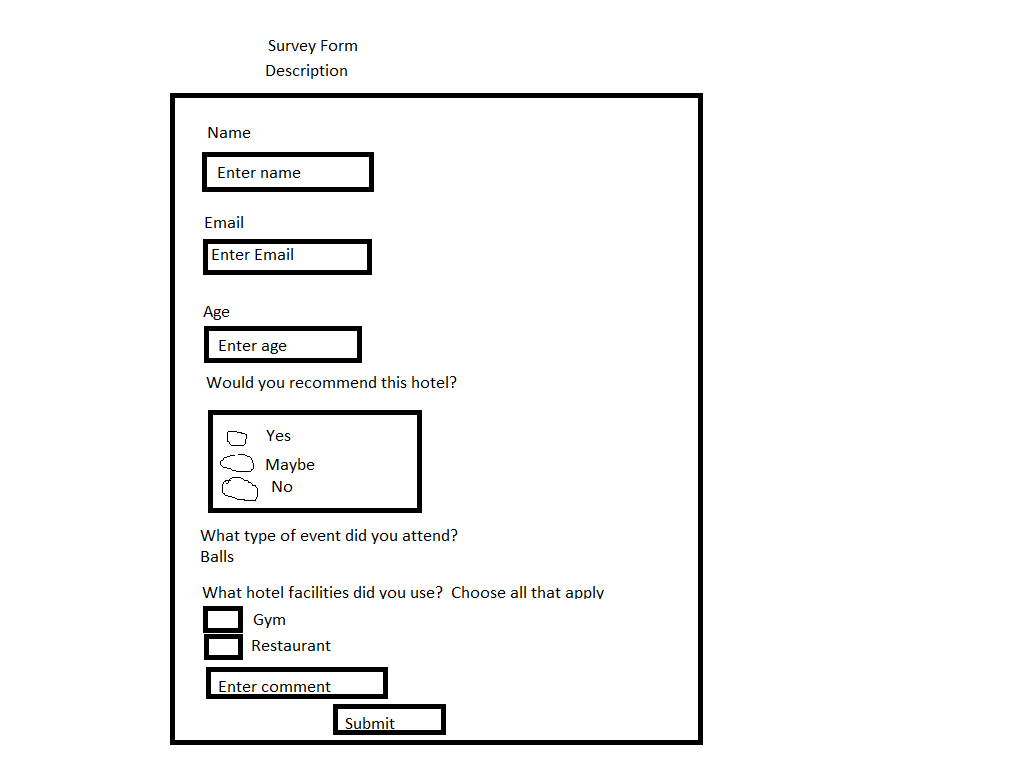 Survey Form
Description
Name
Enter name
Email
Enter Email
Age
Enter age
Would you recommend this hotel?
Yes
Maybe
No
What type of event did you attend?
Balls
What hotel facilities did you use?  Choose all that apply
Gym
Restaurant
Enter comment
Submit